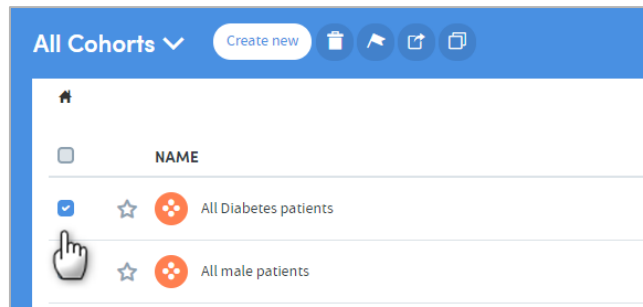 All Cohorts
Create new
NAME
All Diabetes patients
All male patients